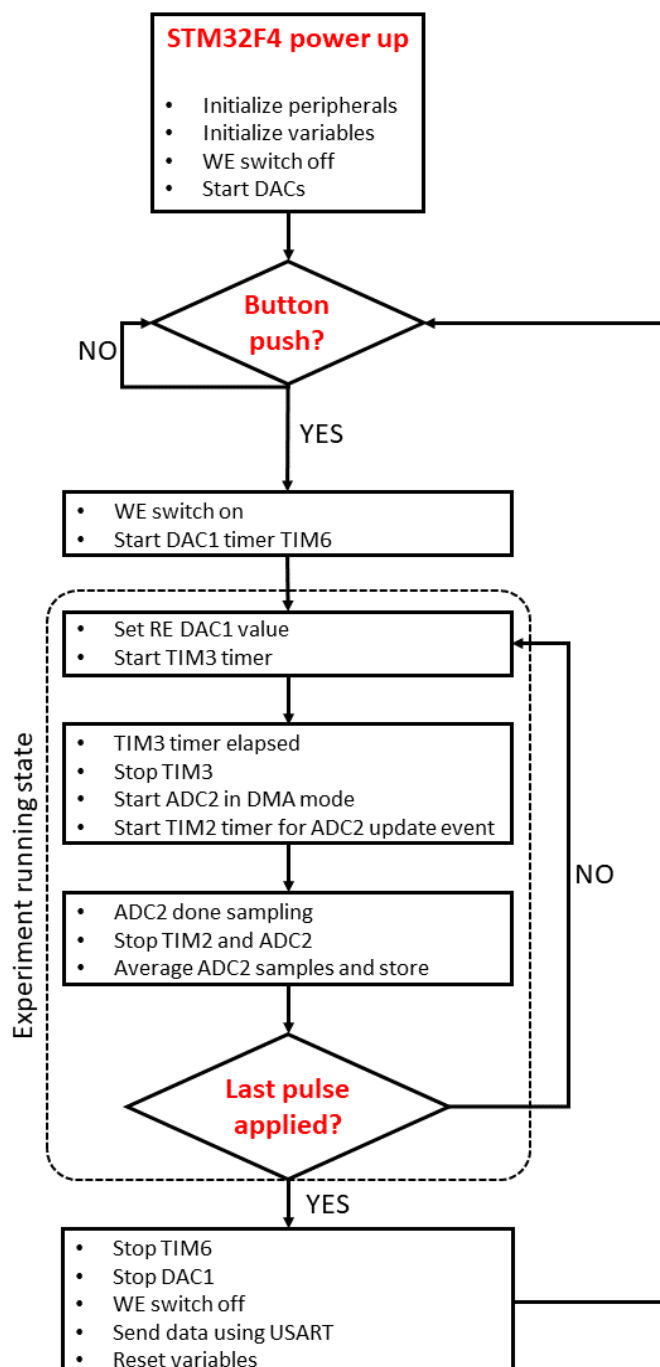 STM32F4 power up
• Initialize peripherals
• Initialize variables
• WE switch off
• Start DACs
Button
push?
NO
YES
• WE switch on
• Start DAC1 timer TIM6
Experiment running state
• Set RE DAC1 value
• Start TIM3 timer
• TIM3 timer elapsed
• Stop TIM3
• Start ADC2 in DMA mode
• Start TIM2 timer for ADC2 update event
NO
• ADC2 done sampling
• Stop TIM2 and ADC2
• Average ADC2 samples and store
Last pulse
applied?
YES
• Stop TIM6
• Stop DAC1
• WE switch off
• Send data using USART
• Reset variables